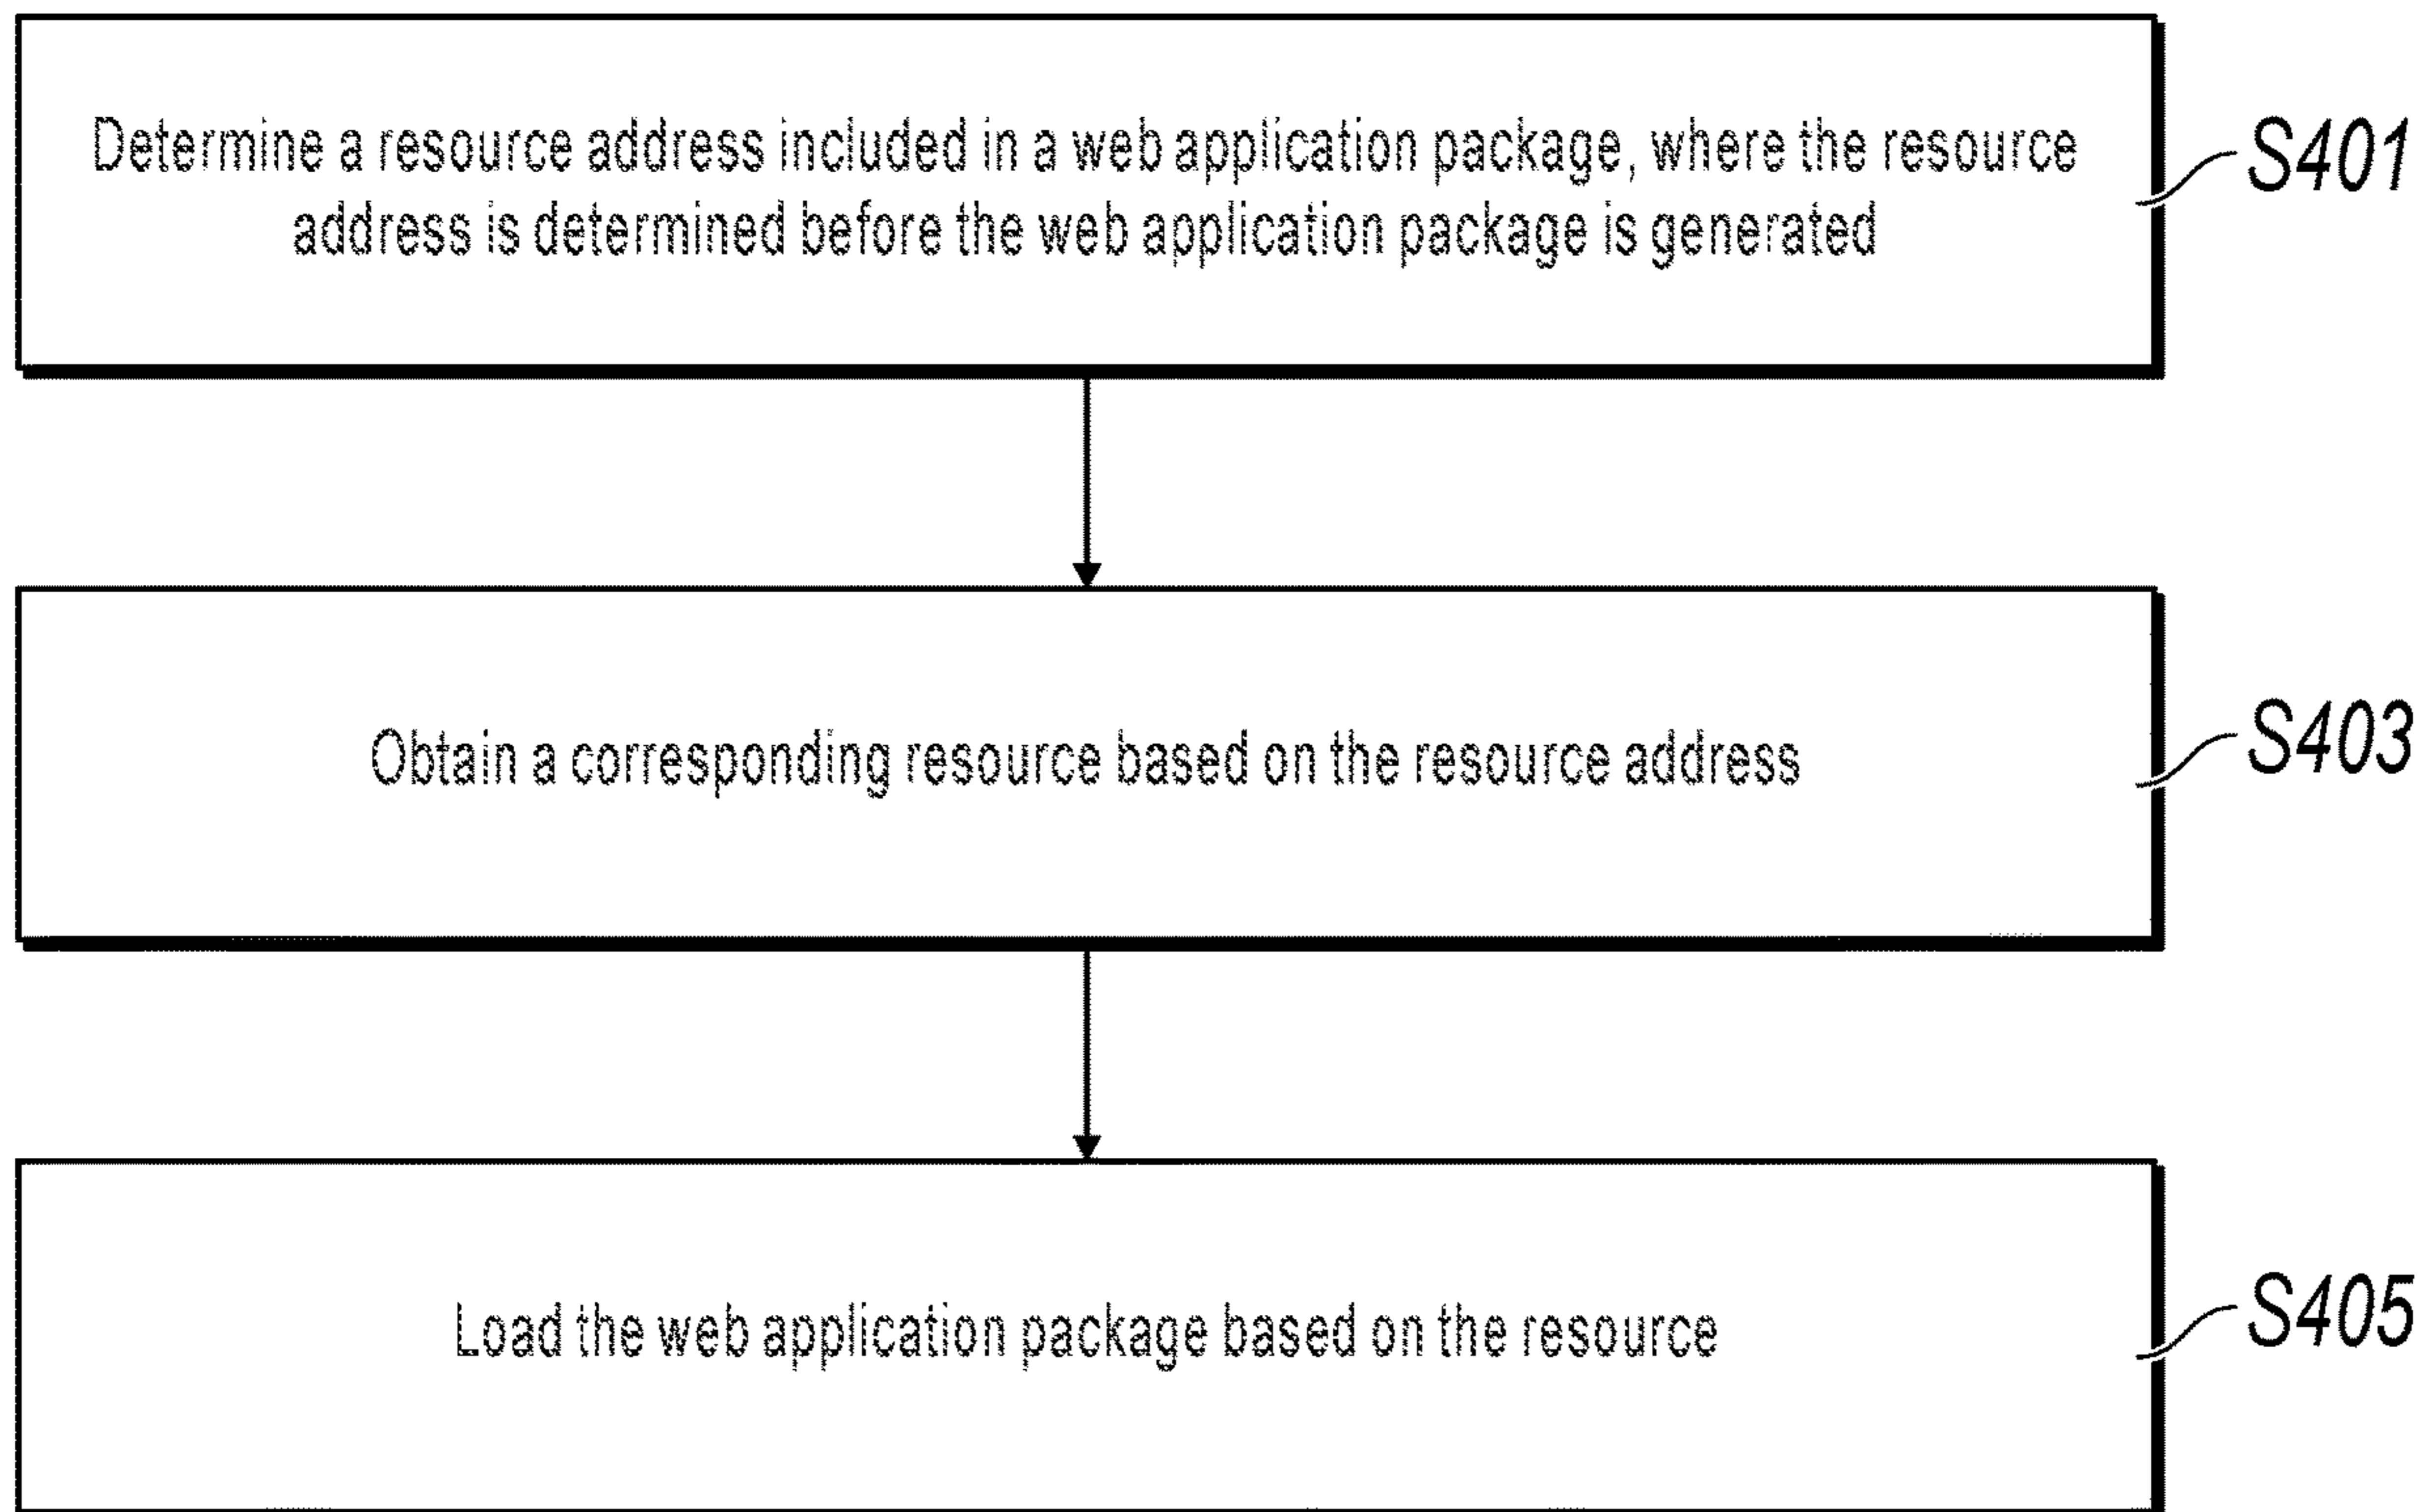 Determine a resource address included in a web application package, where the resource
address is determined before the web application package is generated
S401
Obtain a corresponding resource based on the resource address
S403
Load the web application package based on the resource
S405